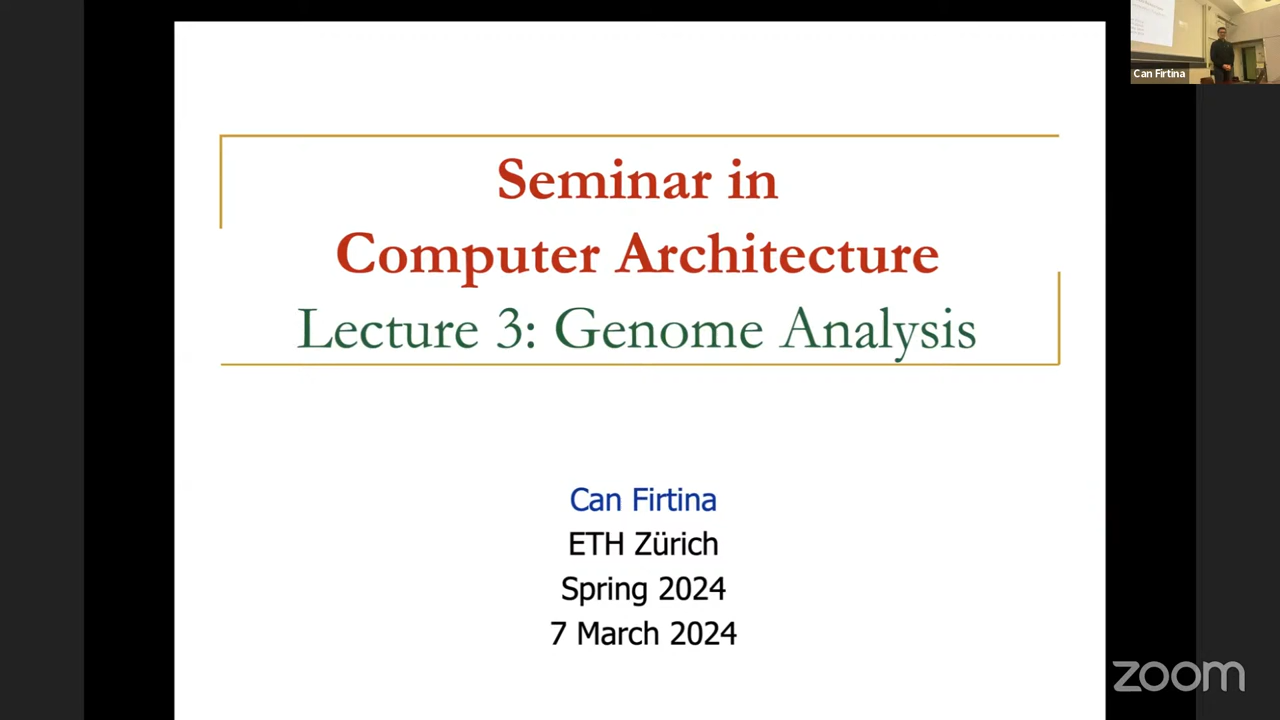 Seminar in
Computer Architecture
Lecture 3: Genome Analysis
Can Firtina
ETH Zürich
Spring 2024
7 March 2024
Can Firtina
zoom